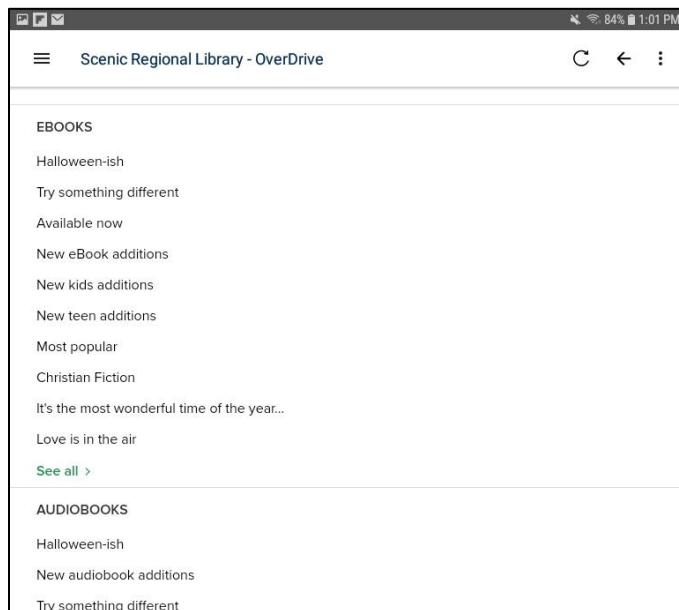 84% 1:01 PM
Scenic Regional Library - OverDrive
EBOOKS
Halloween-ish
Try something different
Available now
New eBook additions
New kids additions
New teen additions
Most popular
Christian Fiction
It's the most wonderful time of the year...
Love is in the air
See all >
AUDIOBOOKS
Halloween-ish
New audiobook additions
Try something different